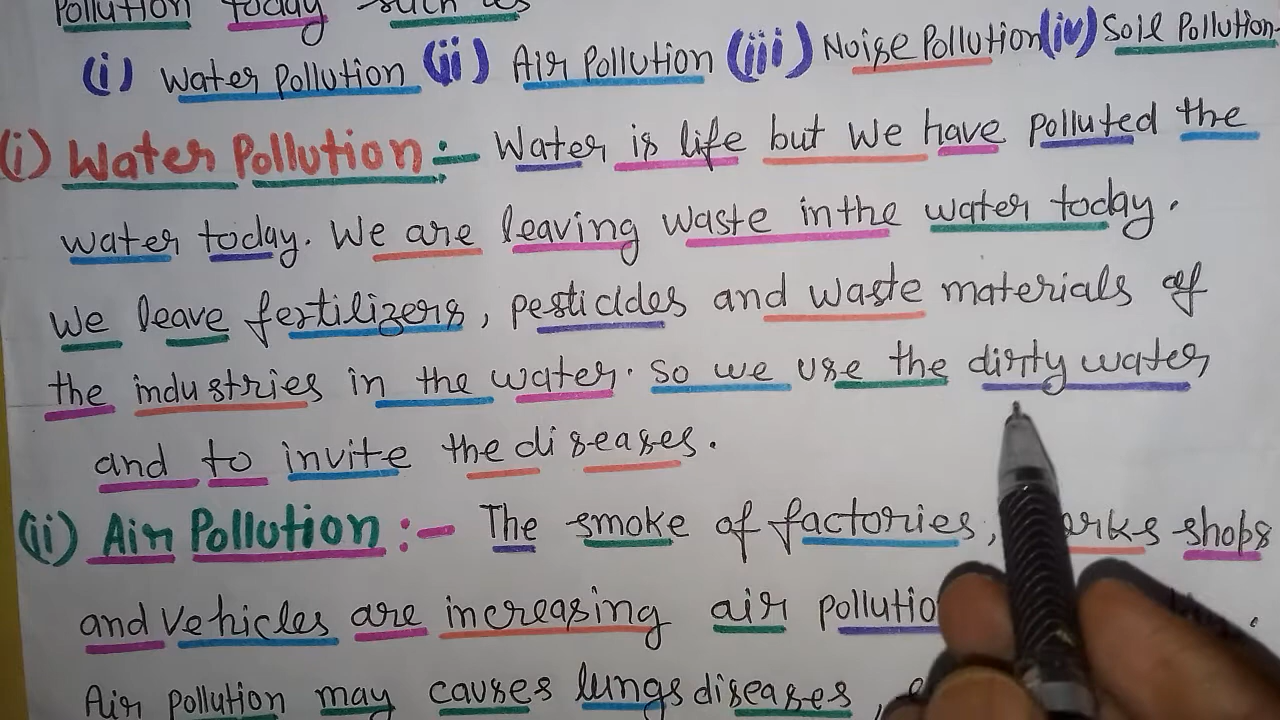 Pollution today such as
(i) Water Pollution (ii) Air Pollution (iii) Noise Pollution (iv) Soil Pollution.
(i) Water Pollution :- Water is life but we have polluted the
water today. We are leaving waste in the water today.
We leave fertilizers, pesticides and waste materials of
the industries in the water. So we use the dirty water
and to invite the diseases.
(ii) Air Pollution :- The smoke of factories, shops
and vehicles are increasing air
Air pollution may causes lungs diseases,